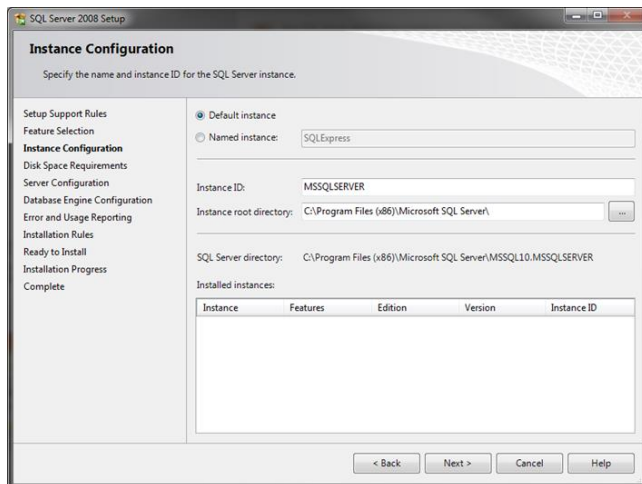 SQL Server 2008 Setup
Instance Configuration
Specify the name and instance ID for the SQL Server instance.
Setup Support Rules
Feature Selection
Instance Configuration
Disk Space Requirements
Server Configuration
Database Engine Configuration
Error and Usage Reporting
Installation Rules
Ready to Install
Installation Progress
Complete
Default instance
Named instance: SQLExpress
Instance ID: MSSQLSERVER
Instance root directory: C:\Program Files (x86)\Microsoft SQL Server\ ...
SQL Server directory: C:\Program Files (x86)\Microsoft SQL Server\MSSQL10.MSSQLSERVER
Installed instances:
Instance Features Edition Version Instance ID
< Back Next > Cancel Help